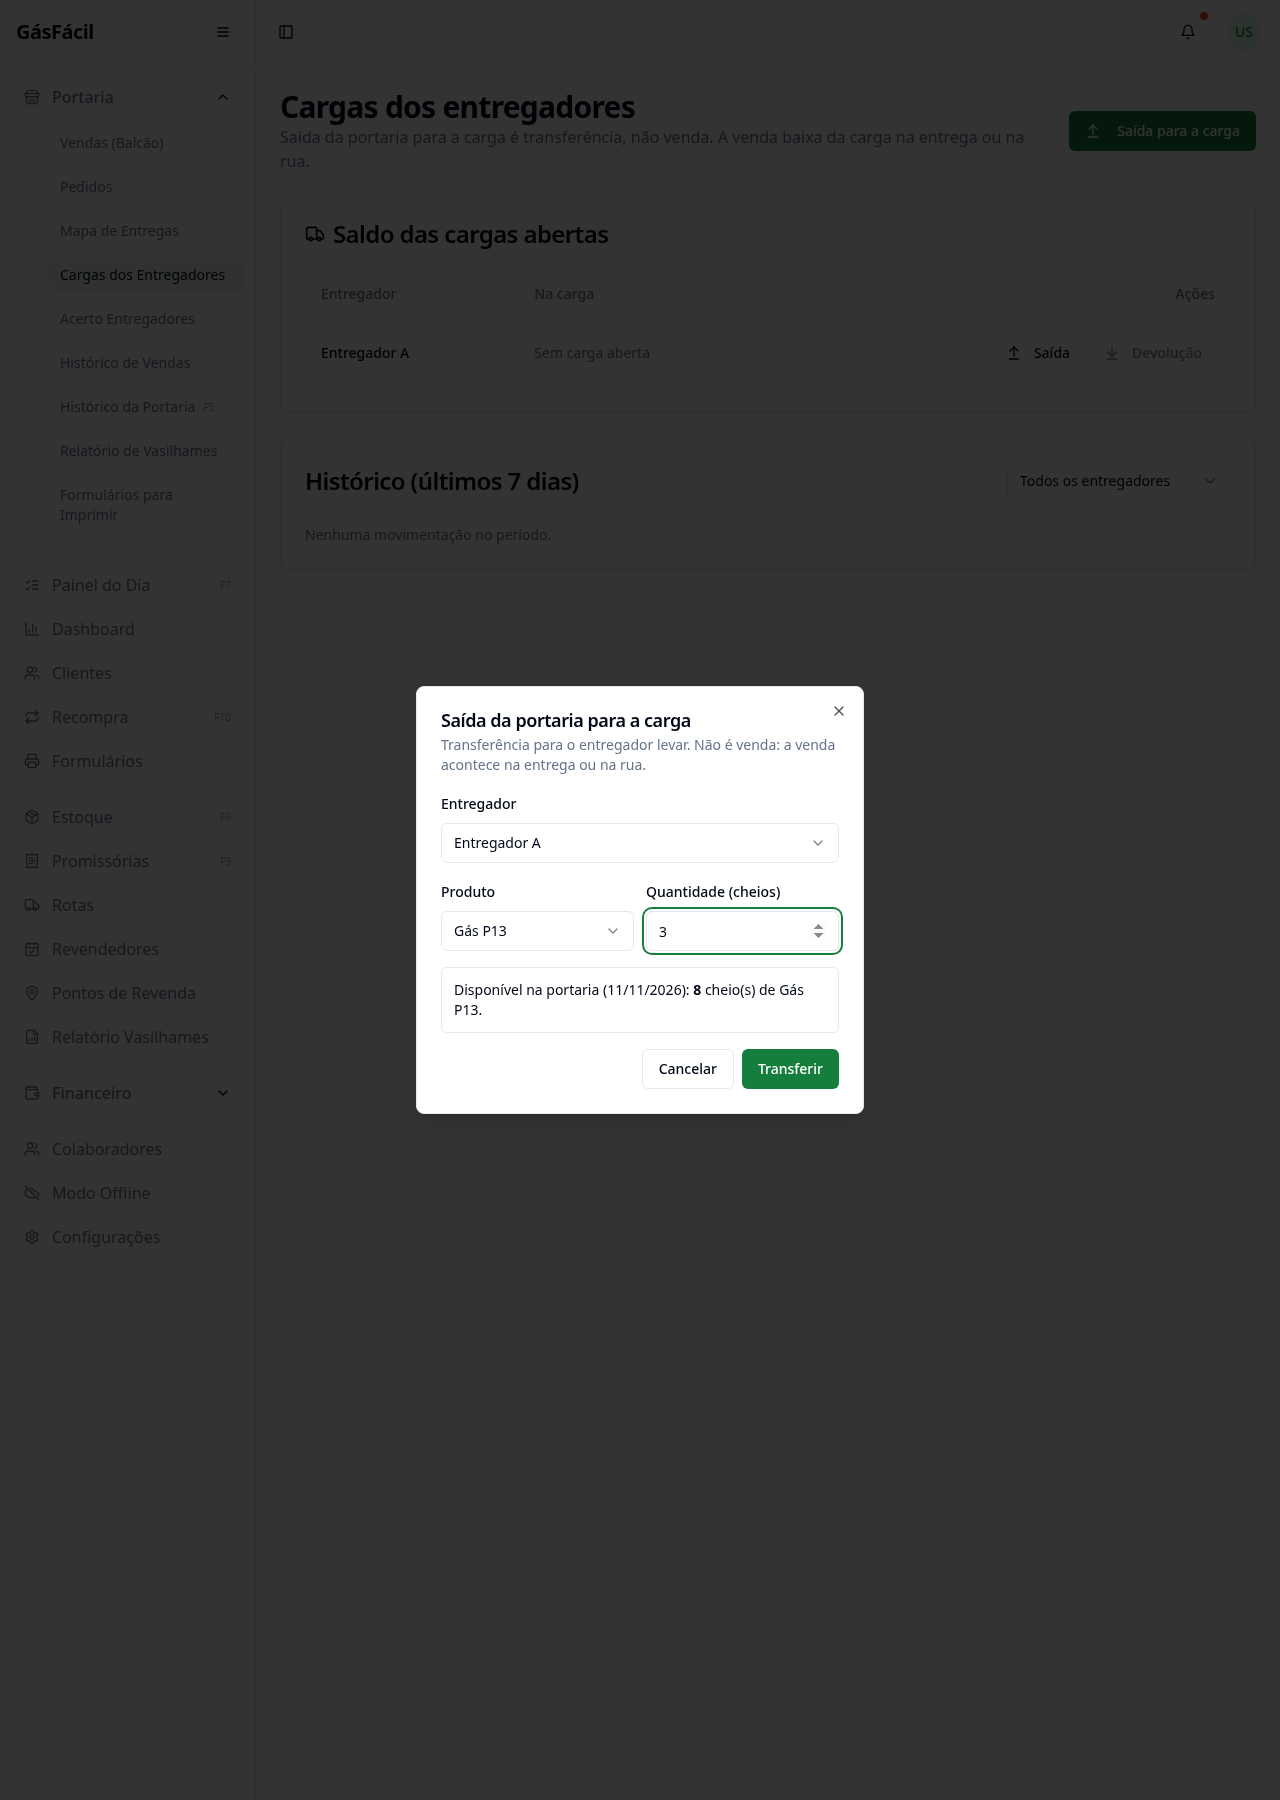 GásFácil
US
Portaria
Vendas (Balcão)
Pedidos
Mapa de Entregas
Cargas dos Entregadores
Acerto Entregadores
Histórico de Vendas
Histórico da Portaria F5
Relatório de Vasilhames
Formulários para
Imprimir
Painel do Dia F7
Dashboard
Clientes
Recompra F10
Formulários
Estoque F6
Promissórias F9
Rotas
Revendedores
Pontos de Revenda
Relatório Vasilhames
Financeiro
Colaboradores
Modo Offline
Configurações
Cargas dos entregadores
Saída da portaria para a carga é transferência, não venda. A venda baixa da carga na entrega ou na
rua.
Saída para a carga
Saldo das cargas abertas
Entregador Na carga Ações
Entregador A Sem carga aberta Saída Devolução
Histórico (últimos 7 dias)
Todos os entregadores
Nenhuma movimentação no período.
Saída da portaria para a carga
Transferência para o entregador levar. Não é venda: a venda
acontece na entrega ou na rua.
Entregador
Entregador A
Produto Quantidade (cheios)
Gás P13 3
Disponível na portaria (11/11/2026): 8 cheio(s) de Gás
P13.
Cancelar Transferir